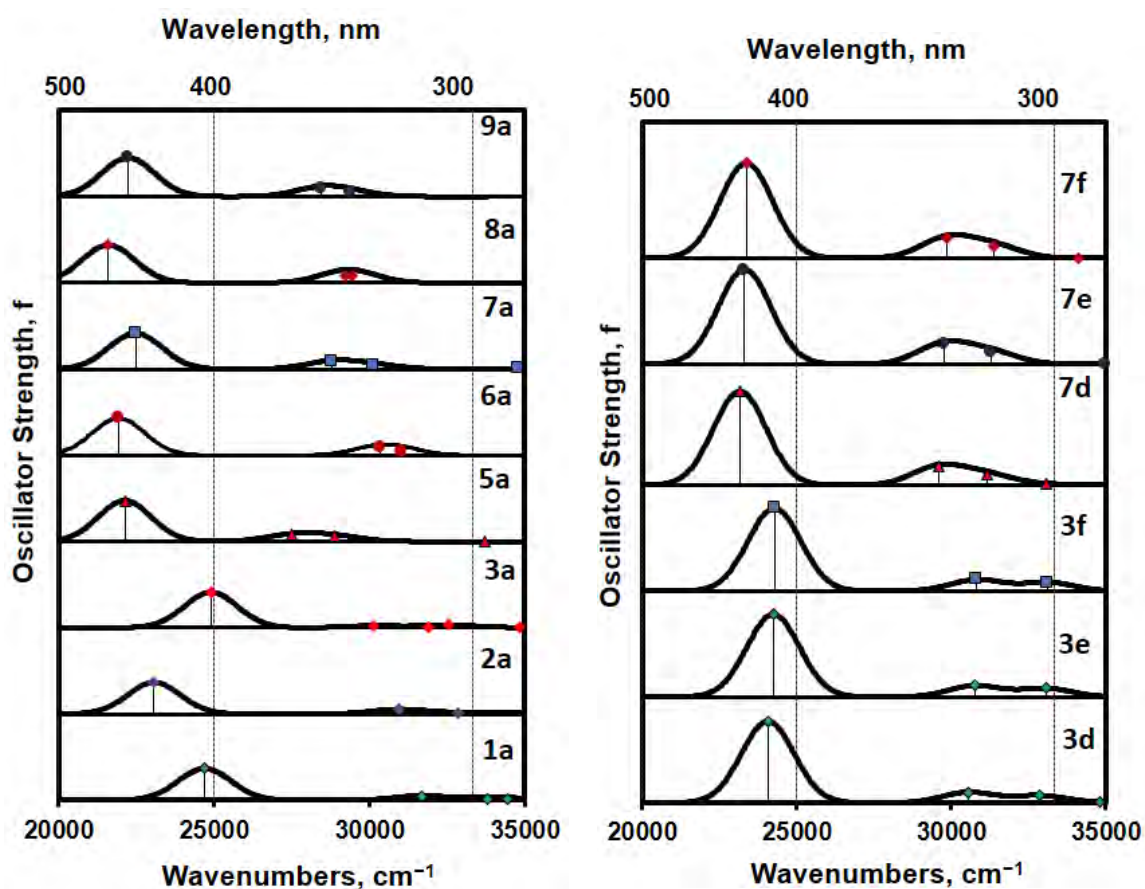 Wavelength, nm
500 400 300
9a
8a
7a
6a
5a
3a
2a
1a
Oscillator Strength, f
20000 25000 30000 35000
Wavenumbers, cm⁻¹
Wavelength, nm
500 400 300
7f
7e
7d
3f
3e
3d
Oscillator Strength, f
20000 25000 30000 35000
Wavenumbers, cm⁻¹